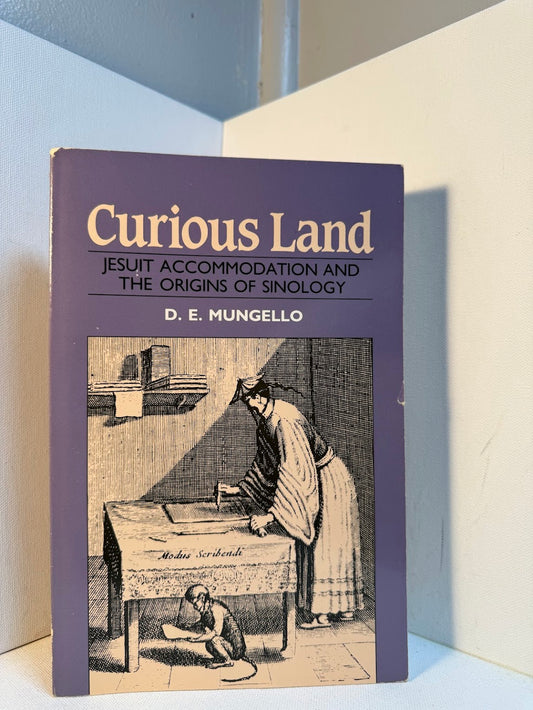 Curious Land
JESUIT ACCOMMODATION AND
THE ORIGINS OF SINOLOGY
D. E. MUNGELLO
Modus Scribendi